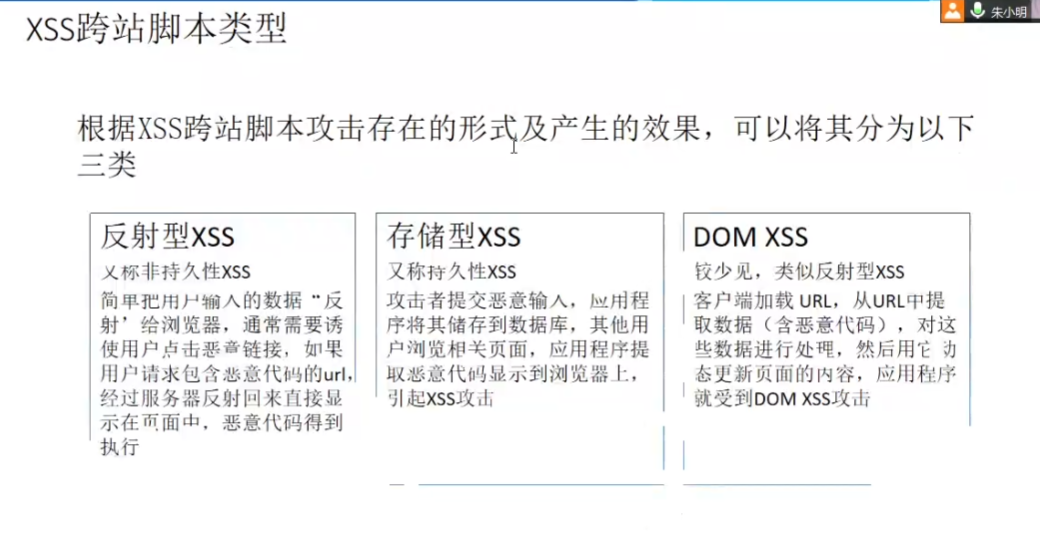 XSS跨站脚本类型
朱小明
根据XSS跨站脚本攻击存在的形式及产生的效果，可以将其分为以下
三类
反射型XSS
又称非持久性XSS
简单把用户输入的数据“反
射’给浏览器，通常需要诱
使用户点击恶意链接，如果
用户请求包含恶意代码的url，
经过服务器反射回来直接显
示在页面中，恶意代码得到
执行
存储型XSS
又称持久性XSS
攻击者提交恶意输入，应用程
序将其储存到数据库，其他用
户浏览相关页面，应用程序提
取恶意代码显示到浏览器上，
引起XSS攻击
DOM XSS
较少见，类似反射型XSS
客户端加载 URL，从URL中提
取数据（含恶意代码），对这
些数据进行处理，然后用它 动
态更新页面的内容，应用程序
就受到DOM XSS攻击